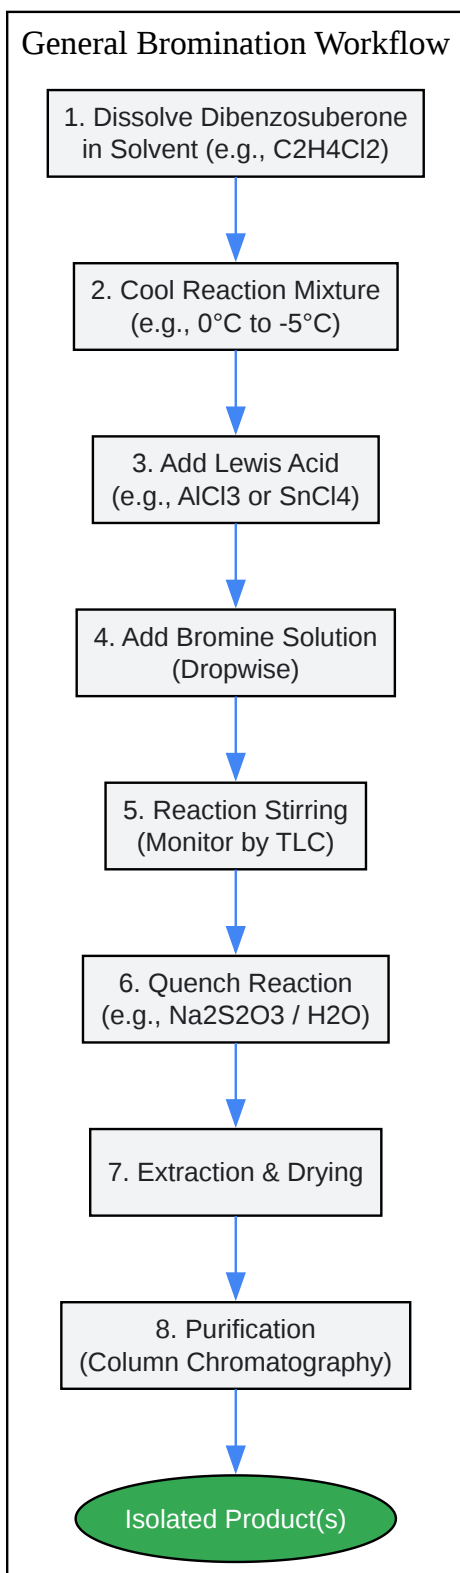 General Bromination Workflow
1. Dissolve Dibenzosuberone
in Solvent (e.g., C2H4Cl2)
2. Cool Reaction Mixture
(e.g., 0°C to -5°C)
3. Add Lewis Acid
(e.g., AlCl3 or SnCl4)
4. Add Bromine Solution
(Dropwise)
5. Reaction Stirring
(Monitor by TLC)
6. Quench Reaction
(e.g., Na2S2O3 / H2O)
7. Extraction & Drying
8. Purification
(Column Chromatography)
Isolated Product(s)